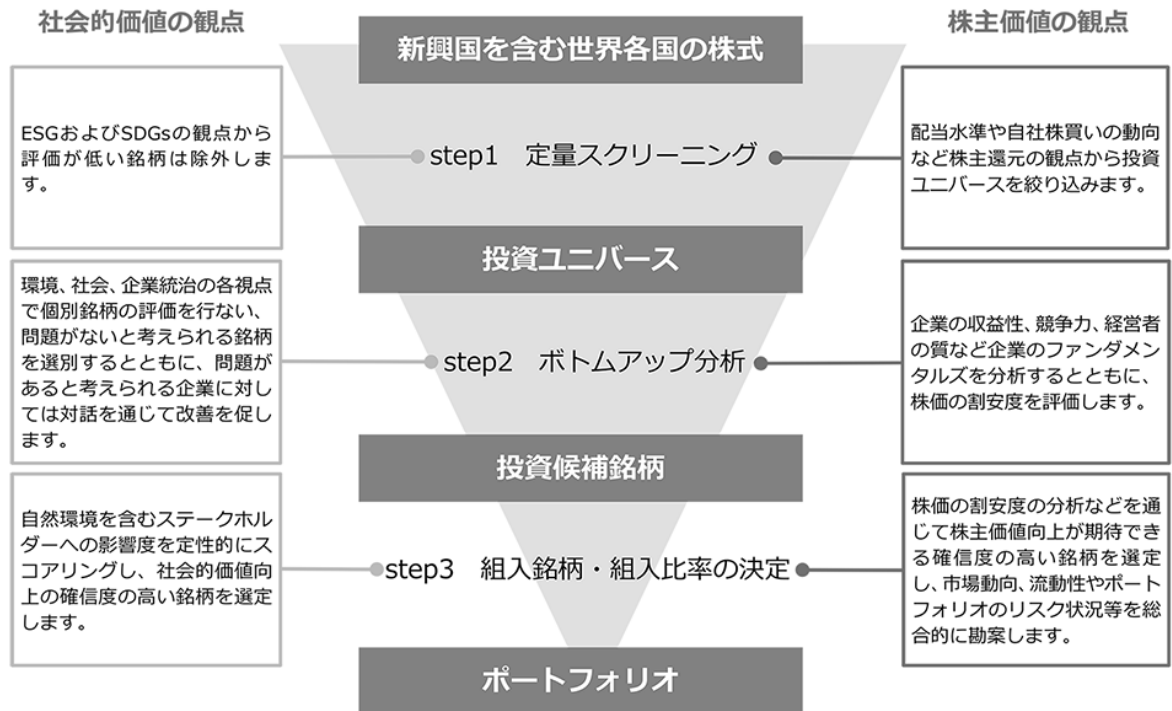 社会的価値の観点
株主価値の観点
新興国を含む世界各国の株式
ESGおよびSDGsの観点から
評価が低い銘柄は除外しま
す。
step1 定量スクリーニング
配当水準や自社株買いの動向
など株主還元の観点から投資
ユニバースを絞り込みます。
投資ユニバース
環境、社会、企業統治の各視点
で個別銘柄の評価を行ない、
問題がないと考えられる銘柄
を選別するとともに、問題が
あると考えられる企業に対し
ては対話を通じて改善を促し
ます。
step2 ボトムアップ分析
企業の収益性、競争力、経営者
の質など企業のファンダメン
タルズを分析するとともに、
株価の割安度を評価します。
投資候補銘柄
自然環境を含むステークホル
ダーへの影響度を定性的にス
コアリングし、社会的価値向
上の確信度の高い銘柄を選定
します。
step3 組入銘柄・組入比率の決定
株価の割安度の分析などを通
じて株主価値向上が期待でき
る確信度の高い銘柄を選定
し、市場動向、流動性やポート
フォリオのリスク状況等を総
合的に勘案します。
ポートフォリオ